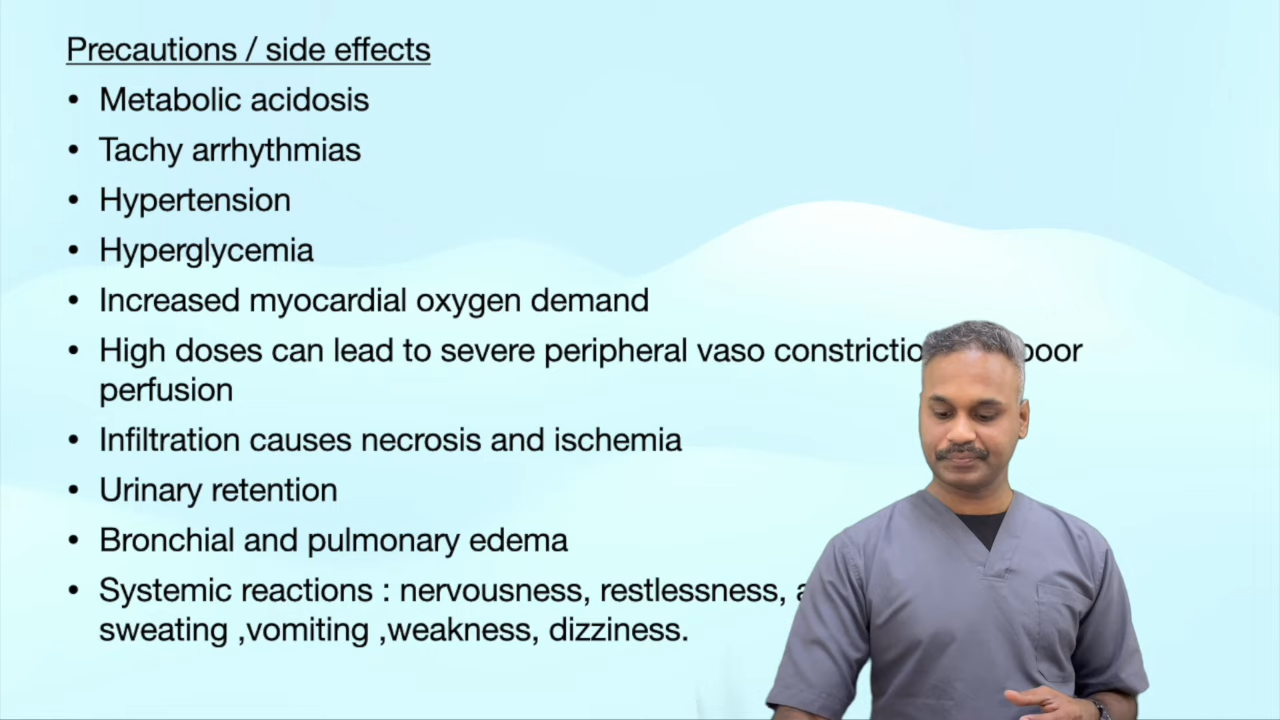 Precautions / side effects
• Metabolic acidosis
• Tachy arrhythmias
• Hypertension
• Hyperglycemia
• Increased myocardial oxygen demand
• High doses can lead to severe peripheral vaso poor
perfusion
• Infiltration causes necrosis and ischemia
• Urinary retention
• Bronchial and pulmonary edema
• Systemic reactions : nervousness, restlessness,
sweating ,vomiting ,weakness, dizziness.